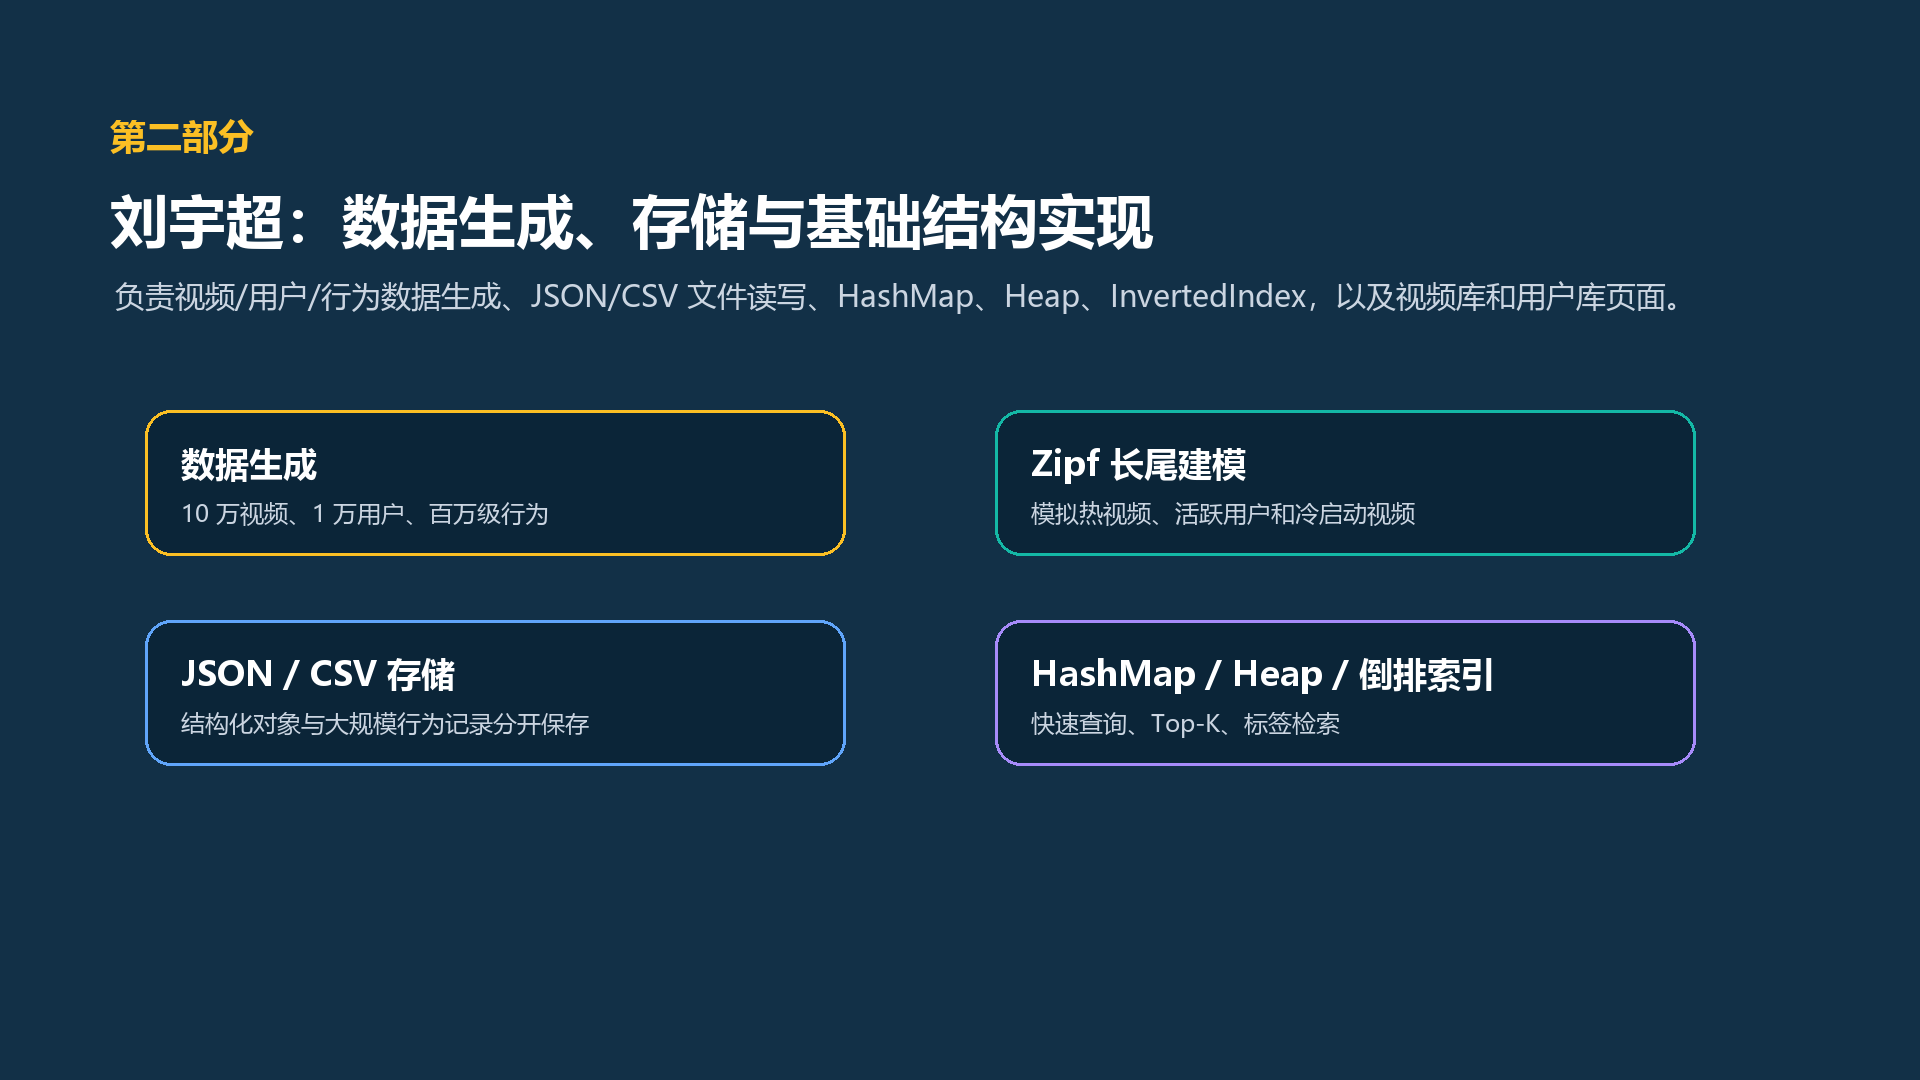 第二部分
刘宇超：数据生成、存储与基础结构实现
负责视频/用户/行为数据生成、JSON/CSV 文件读写、HashMap、Heap、InvertedIndex，以及视频库和用户库页面。
数据生成
10 万视频、1 万用户、百万级行为
Zipf 长尾建模
模拟热视频、活跃用户和冷启动视频
JSON / CSV 存储
结构化对象与大规模行为记录分开保存
HashMap / Heap / 倒排索引
快速查询、Top-K、标签检索